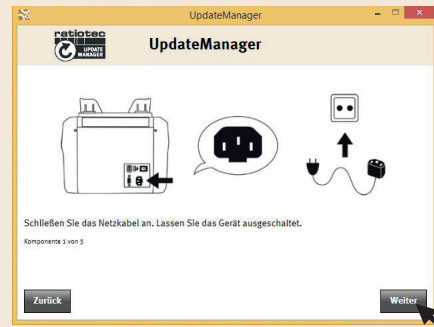 UpdateManager
ratiotec
UPDATE
MANAGER
UpdateManager
Schließen Sie das Netzkabel an. Lassen Sie das Gerät ausgeschaltet.
Komponente 1 von 3
Zurück
Weiter